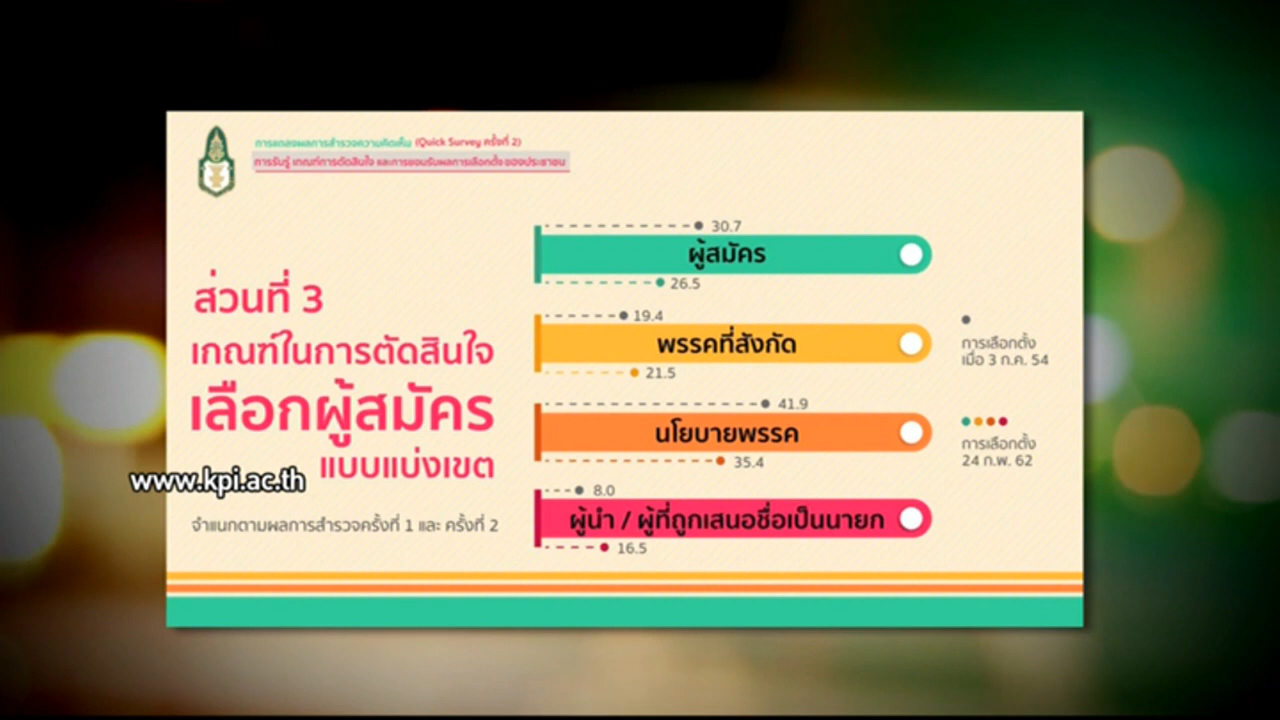 การแถลงผลการสำรวจความคิดเห็น (Quick Survey ครั้งที่ 2)
การรับรู้ เกณฑ์การตัดสินใจ และการยอมรับผลการเลือกตั้ง ของประชาชน
ส่วนที่ 3
เกณฑ์ในการตัดสินใจ
เลือกผู้สมัคร
แบบแบ่งเขต
www.kpi.ac.th
จำแนกตามผลการสำรวจครั้งที่ 1 และ ครั้งที่ 2
30.7
ผู้สมัคร
26.5
19.4
พรรคที่สังกัด
21.5
41.9
นโยบายพรรค
35.4
8.0
ผู้นำ / ผู้ที่ถูกเสนอชื่อเป็นนายก
16.5
การเลือกตั้ง
เมื่อ 3 ก.ค. 54
การเลือกตั้ง
24 ก.พ. 62